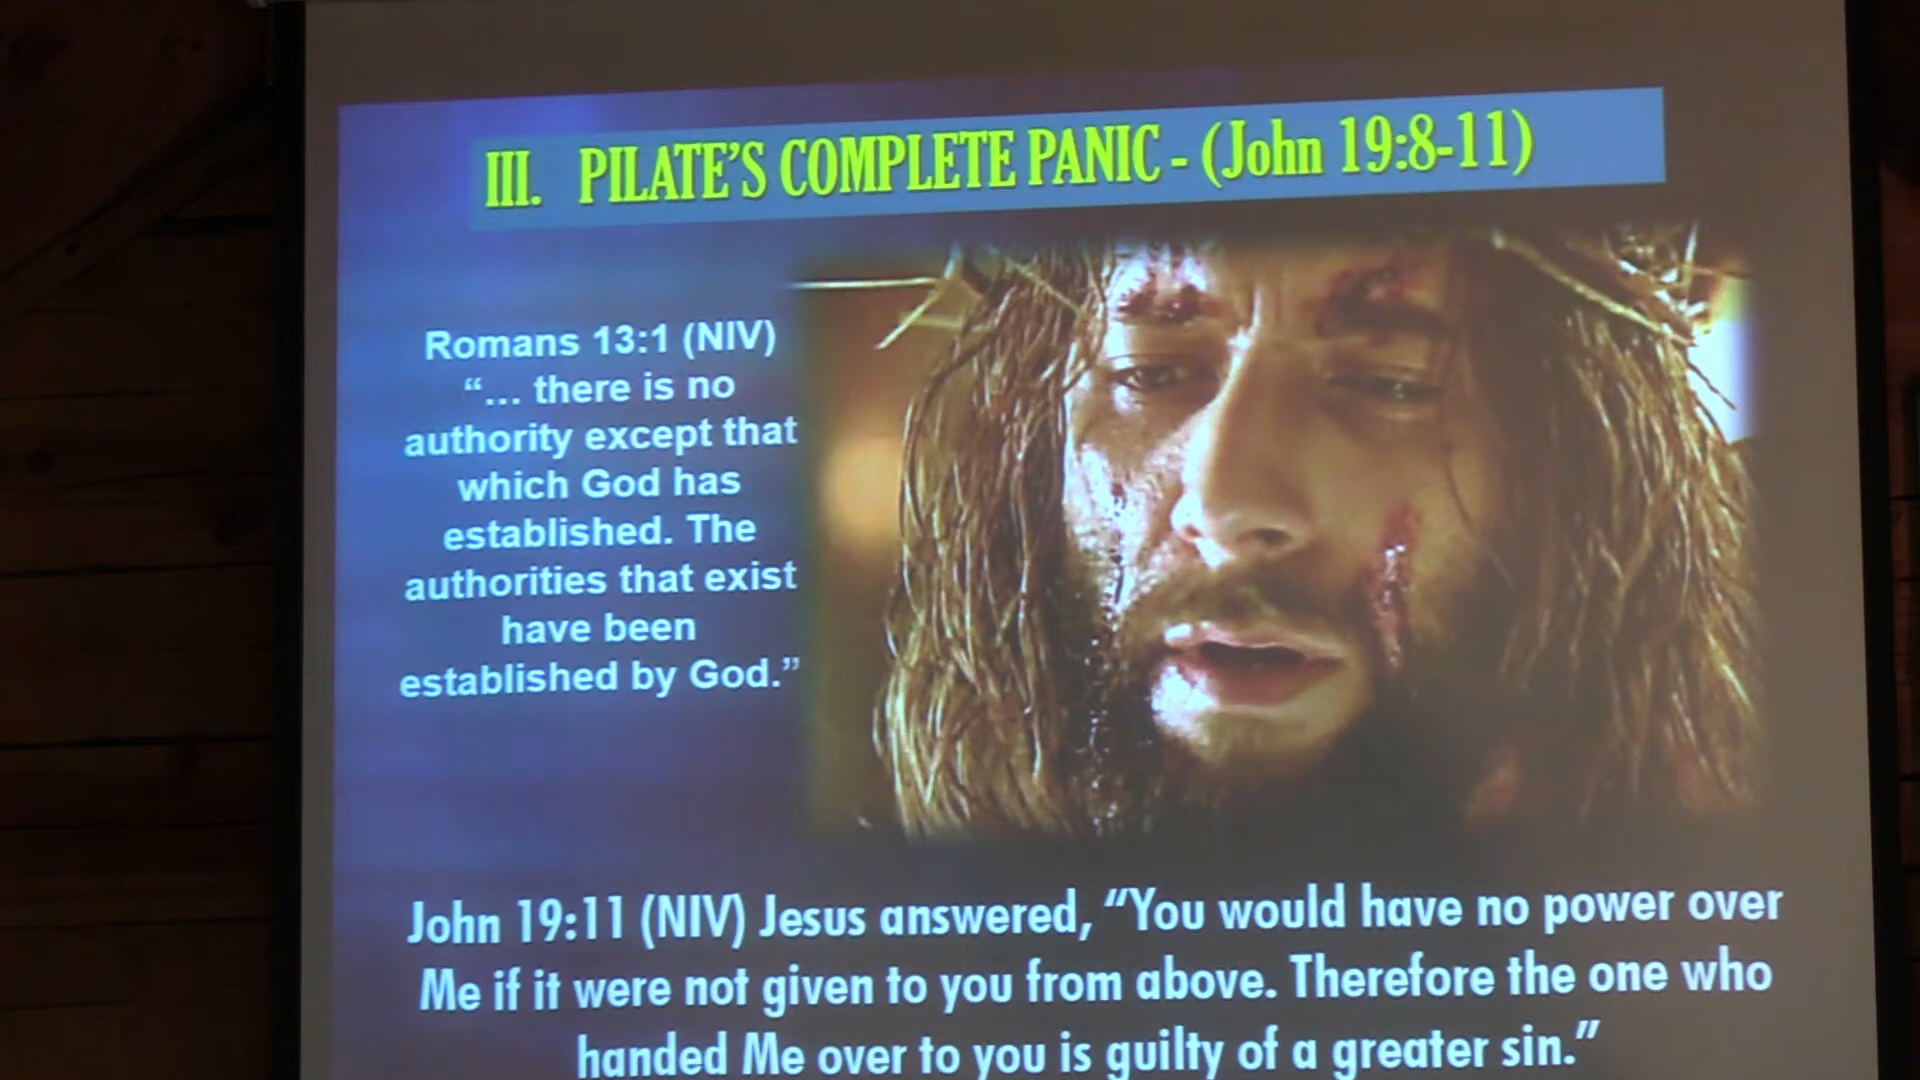 III. PILATE'S COMPLETE PANIC - (John 19:8-11)
Romans 13:1 (NIV)
“... there is no
authority except that
which God has
established. The
authorities that exist
have been
established by God.”
John 19:11 (NIV) Jesus answered, “You would have no power over
Me if it were not given to you from above. Therefore the one who
handed Me over to you is guilty of a greater sin.”